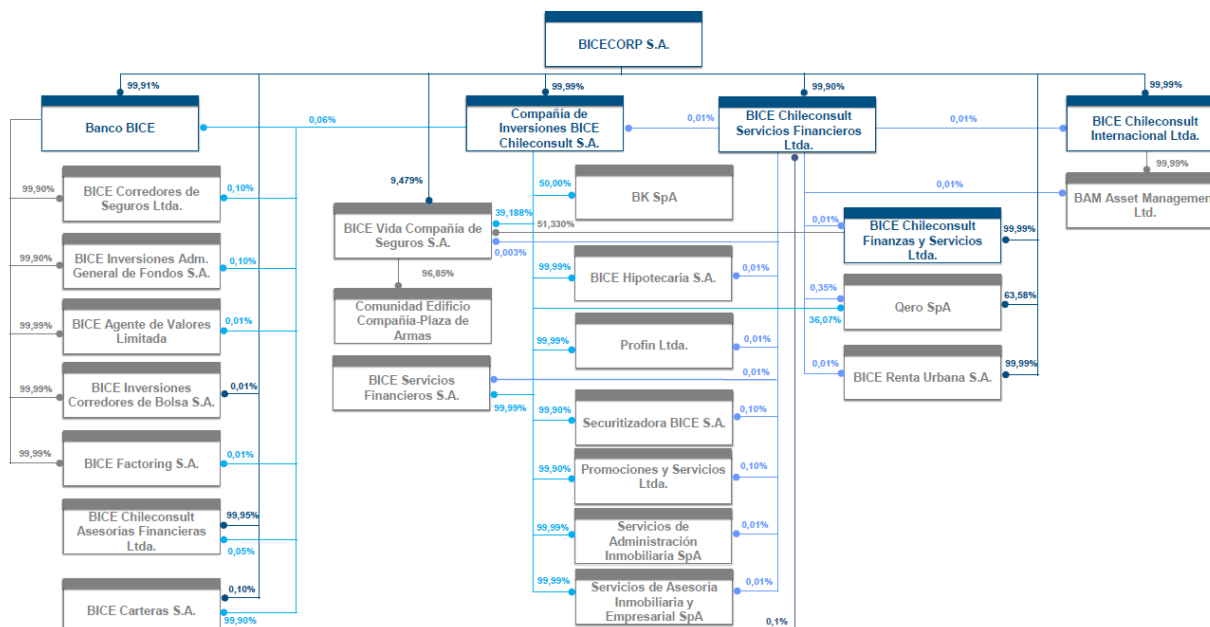 BICECORP S.A.
99,91%
99,99%
99,90%
99,99%
Banco BICE
0,06%
Compañía de
Inversiones BICE
Chileconsult S.A.
0,01%
BICE Chileconsult
Servicios Financieros
Ltda.
0,01%
BICE Chileconsult
Internacional Ltda.
99,90%
BICE Corredores de
Seguros Ltda.
0,10%
9,479%
50,00%
BK SpA
0,01%
99,99%
BAM Asset Management
Ltd.
39,188%
BICE Vida Compañía de
Seguros S.A.
51,330%
0,003%
0,01%
BICE Chileconsult
Finanzas y Servicios
Ltda.
99,99%
99,90%
BICE Inversiones Adm.
General de Fondos S.A.
0,10%
96,85%
99,99%
BICE Hipotecaria S.A.
0,01%
0,35%
Qero SpA
63,58%
36,07%
99,99%
BICE Agente de Valores
Limitada
0,01%
Comunidad Edificio
Compañía-Plaza de
Armas
99,99%
Profin Ltda.
0,01%
0,01%
BICE Renta Urbana S.A.
99,99%
99,99%
BICE Inversiones
Corredores de Bolsa S.A.
0,01%
BICE Servicios
Financieros S.A.
0,01%
99,99%
99,90%
Securitizadora BICE S.A.
0,10%
99,99%
BICE Factoring S.A.
0,01%
99,90%
Promociones y Servicios
Ltda.
0,10%
BICE Chileconsult
Asesorías Financieras
Ltda.
99,95%
0,05%
99,99%
Servicios de
Administración
Inmobiliaria SpA
0,01%
BICE Carteras S.A.
0,10%
99,90%
99,99%
Servicios de Asesoría
Inmobiliaria y
Empresarial SpA
0,01%
0,1%